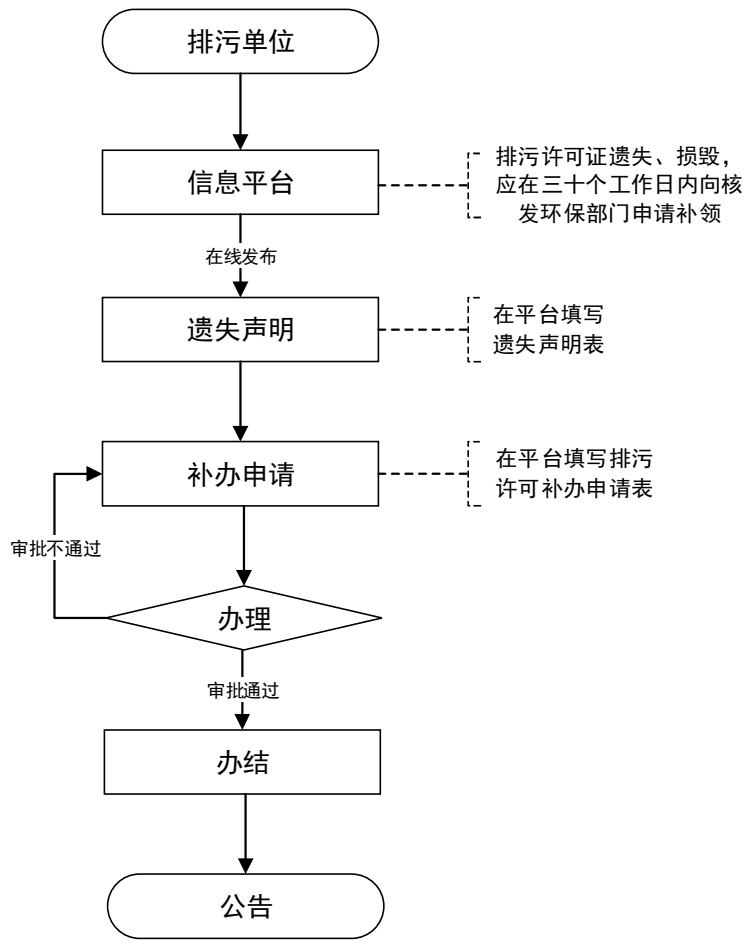 排污单位
信息平台
排污许可证遗失、损毁，
应在三十个工作日内向核
发环保部门申请补领
在线发布
遗失声明
在平台填写
遗失声明表
补办申请
在平台填写排污
许可补办申请表
审批不通过
办理
审批通过
办结
公告